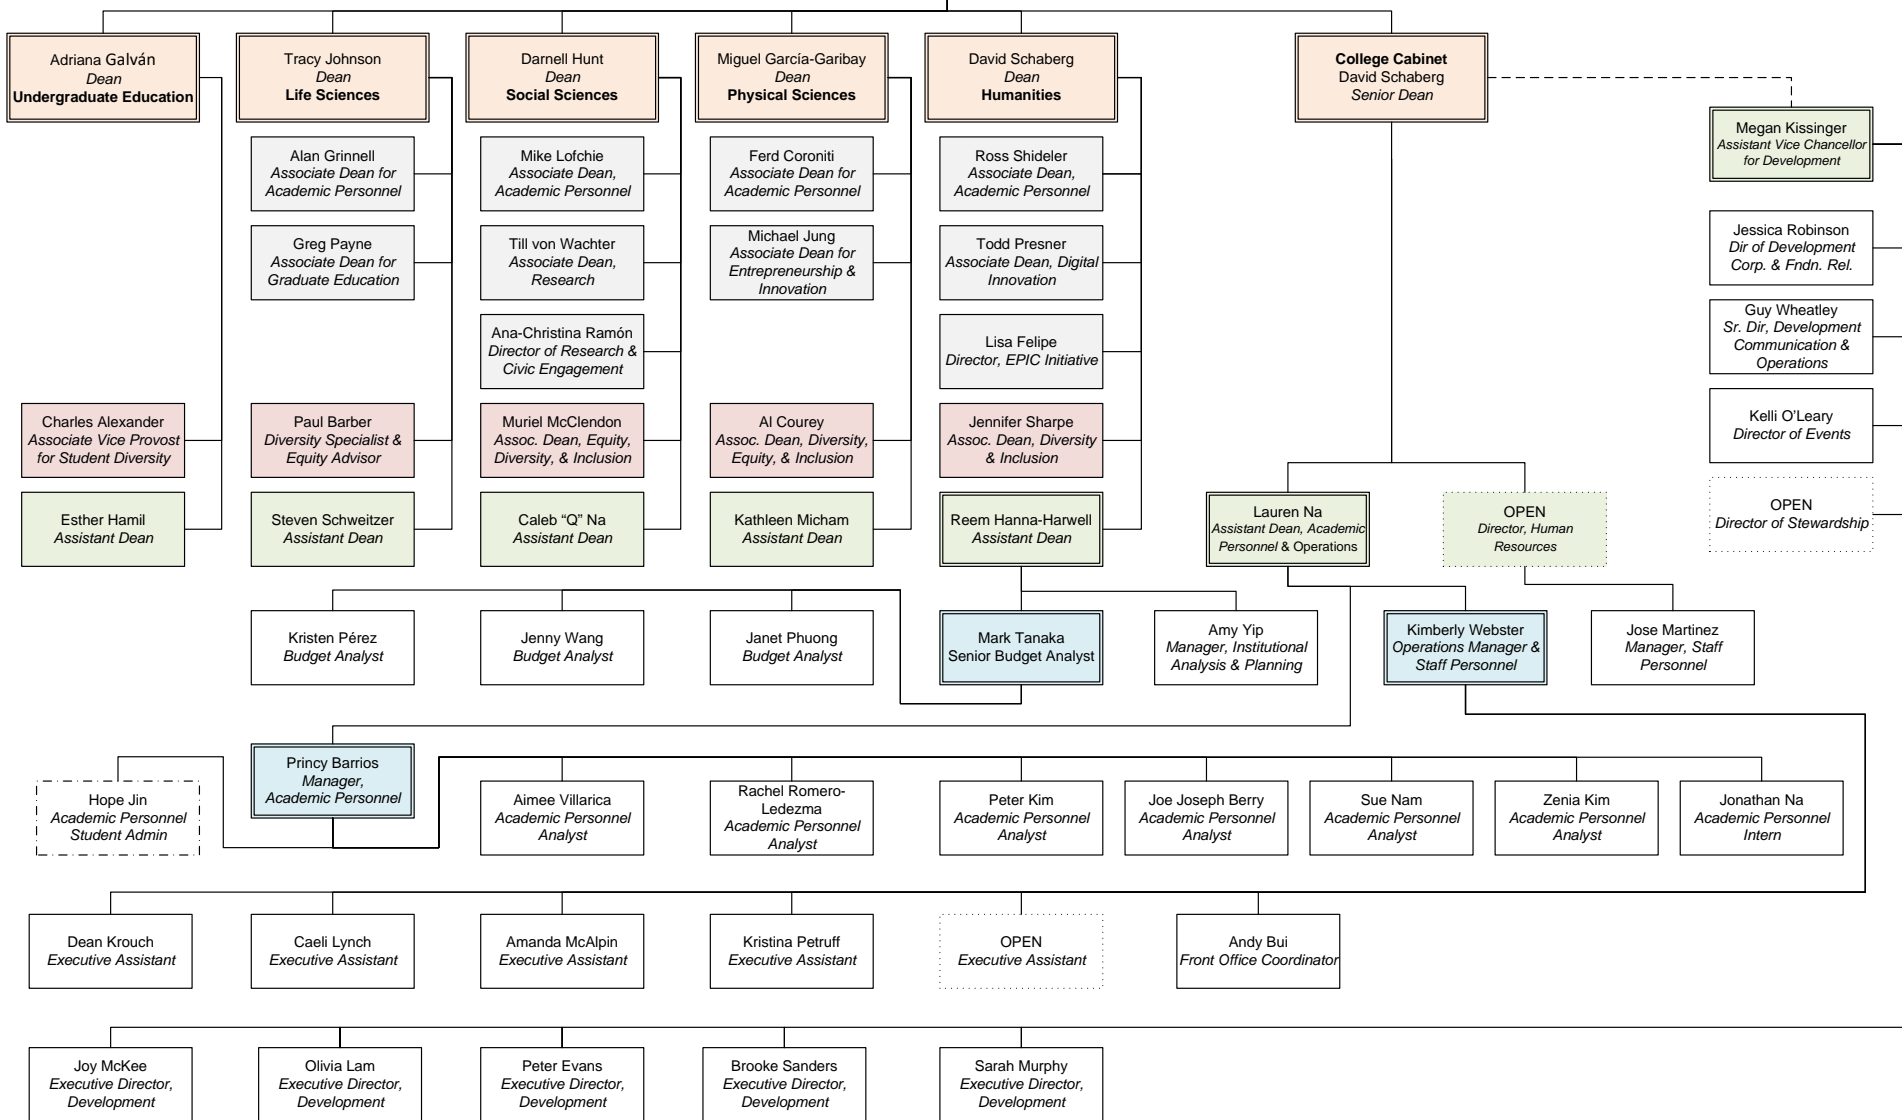 Adriana Galván
Dean
Undergraduate Education
Tracy Johnson
Dean
Life Sciences
Darnell Hunt
Dean
Social Sciences
Miguel García-Garibay
Dean
Physical Sciences
David Schaberg
Dean
Humanities
College Cabinet
David Schaberg
Senior Dean
Megan Kissinger
Assistant Vice Chancellor
for Development
Alan Grinnell
Associate Dean for
Academic Personnel
Mike Lofchie
Associate Dean,
Academic Personnel
Ferd Coroniti
Associate Dean for
Academic Personnel
Ross Shideler
Associate Dean,
Academic Personnel
Jessica Robinson
Dir of Development
Corp. & Fndn. Rel.
Greg Payne
Associate Dean for
Graduate Education
Till von Wachter
Associate Dean,
Research
Michael Jung
Associate Dean for
Entrepreneurship &
Innovation
Todd Presner
Associate Dean, Digital
Innovation
Guy Wheatley
Sr. Dir, Development
Communication &
Operations
Ana-Christina Ramón
Director of Research &
Civic Engagement
Lisa Felipe
Director, EPIC Initiative
Kelli O’Leary
Director of Events
Charles Alexander
Associate Vice Provost
for Student Diversity
Paul Barber
Diversity Specialist &
Equity Advisor
Muriel McClendon
Assoc. Dean, Equity,
Diversity, & Inclusion
Al Courey
Assoc. Dean, Diversity,
Equity, & Inclusion
Jennifer Sharpe
Assoc. Dean, Diversity
& Inclusion
Esther Hamil
Assistant Dean
Steven Schweitzer
Assistant Dean
Caleb “Q” Na
Assistant Dean
Kathleen Micham
Assistant Dean
Reem Hanna-Harwell
Assistant Dean
Lauren Na
Assistant Dean, Academic
Personnel & Operations
OPEN
Director, Human
Resources
OPEN
Director of Stewardship
Kristen Pérez
Budget Analyst
Jenny Wang
Budget Analyst
Janet Phuong
Budget Analyst
Mark Tanaka
Senior Budget Analyst
Amy Yip
Manager, Institutional
Analysis & Planning
Kimberly Webster
Operations Manager &
Staff Personnel
Jose Martinez
Manager, Staff
Personnel
Hope Jin
Academic Personnel
Student Admin
Princy Barrios
Manager,
Academic Personnel
Aimee Villarica
Academic Personnel
Analyst
Rachel Romero-
Ledezma
Academic Personnel
Analyst
Peter Kim
Academic Personnel
Analyst
Joe Joseph Berry
Academic Personnel
Analyst
Sue Nam
Academic Personnel
Analyst
Zenia Kim
Academic Personnel
Analyst
Jonathan Na
Academic Personnel
Intern
Dean Krouch
Executive Assistant
Caeli Lynch
Executive Assistant
Amanda McAlpin
Executive Assistant
Kristina Petruff
Executive Assistant
OPEN
Executive Assistant
Andy Bui
Front Office Coordinator
Joy McKee
Executive Director,
Development
Olivia Lam
Executive Director,
Development
Peter Evans
Executive Director,
Development
Brooke Sanders
Executive Director,
Development
Sarah Murphy
Executive Director,
Development